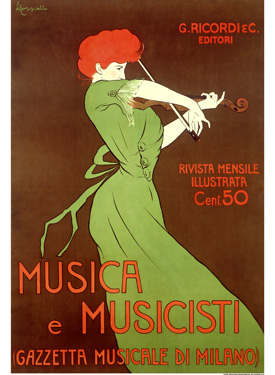 G. RICORDI & C.
EDITORI
RIVISTA MENSILE
ILLUSTRATA
Cent. 50
MUSICA
e MUSICISTI
(GAZZETTA MUSICALE DI MILANO)